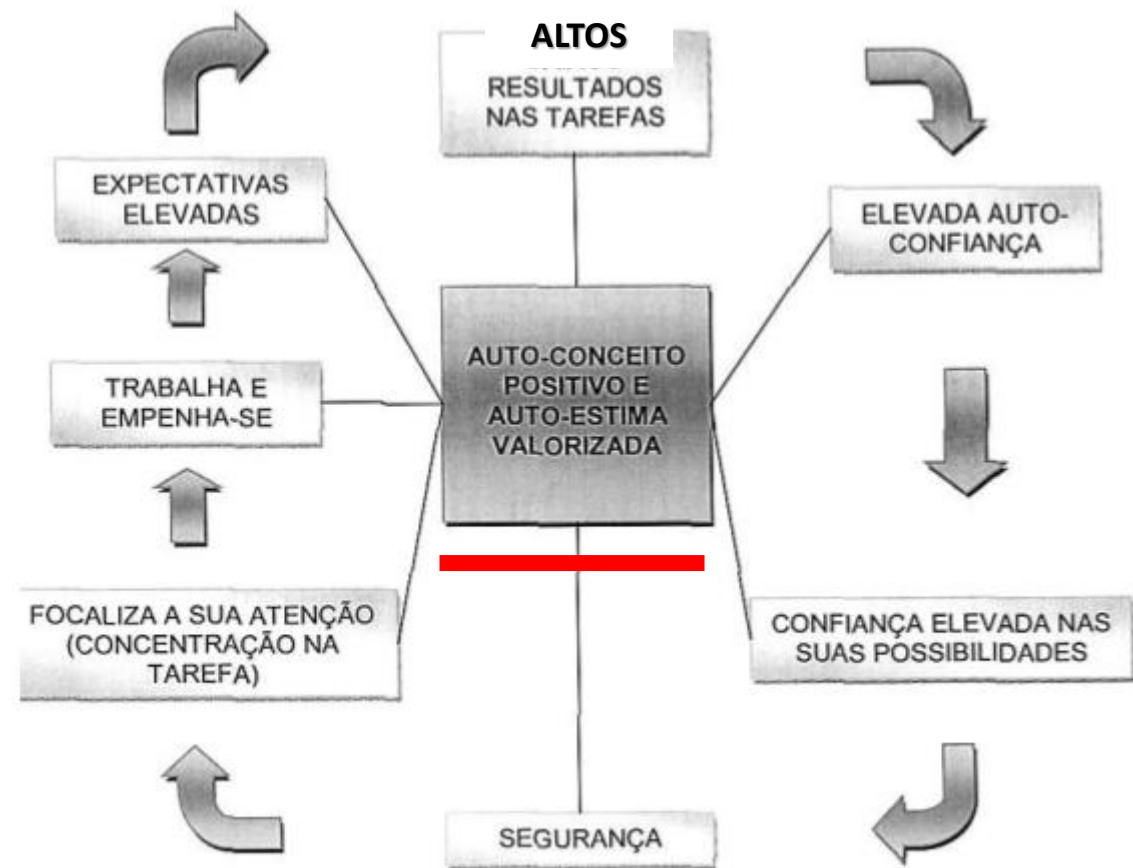 ALTOS
RESULTADOS
NAS TAREFAS
EXPECTATIVAS
ELEVADAS
ELEVADA AUTO-
CONFIANÇA
AUTO-CONCEITO
POSITIVO E
AUTO-ESTIMA
VALORIZADA
TRABALHA E
EMPENHA-SE
FOCALIZA A SUA ATENÇÃO
(CONCENTRAÇÃO NA
TAREFA)
CONFIANÇA ELEVADA NAS
SUAS POSSIBILIDADES
SEGURANÇA